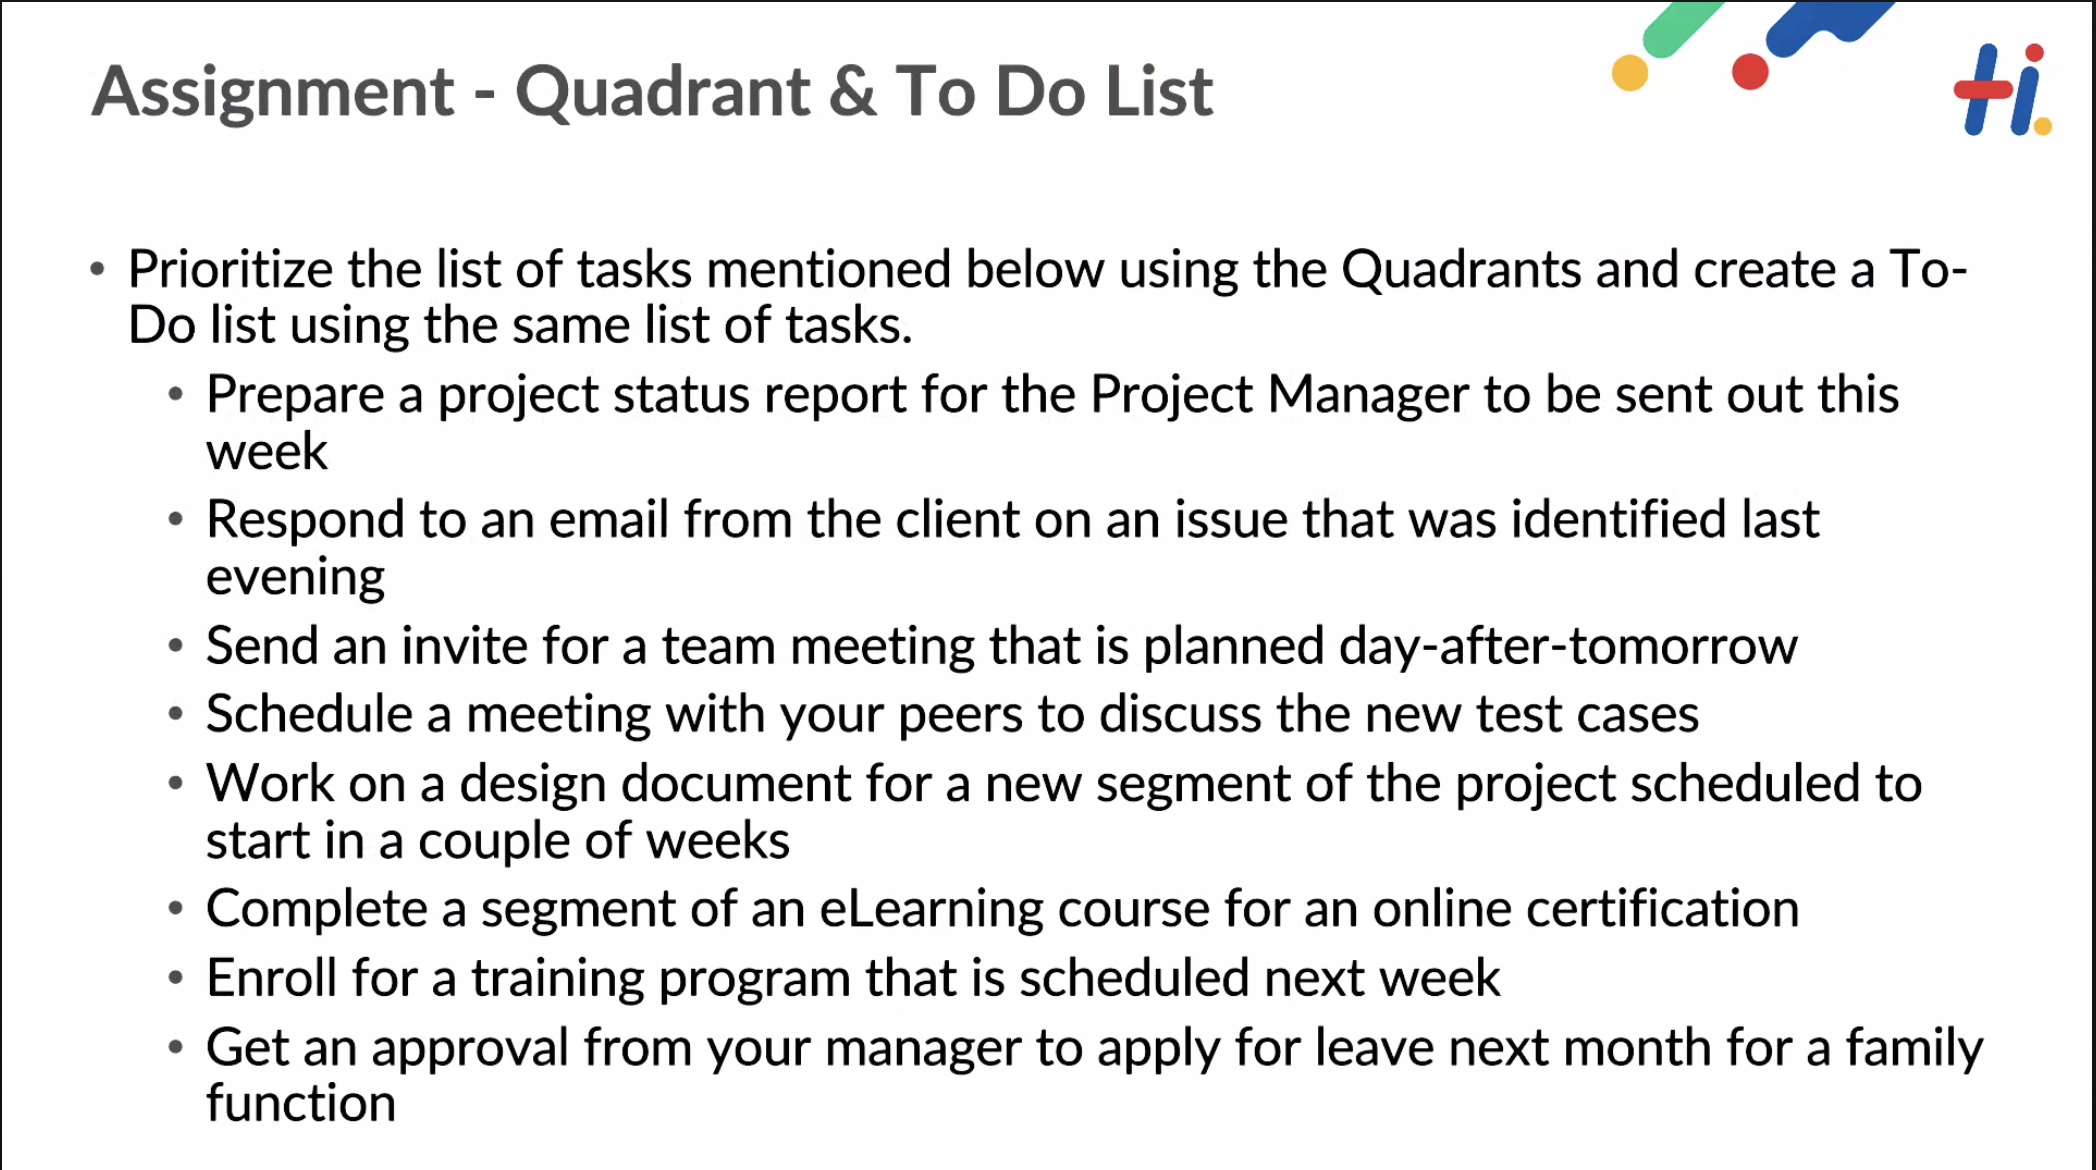 Assignment - Quadrant & To Do List
Hi.
• Prioritize the list of tasks mentioned below using the Quadrants and create a To-
Do list using the same list of tasks.
• Prepare a project status report for the Project Manager to be sent out this
week
• Respond to an email from the client on an issue that was identified last
evening
• Send an invite for a team meeting that is planned day-after-tomorrow
• Schedule a meeting with your peers to discuss the new test cases
• Work on a design document for a new segment of the project scheduled to
start in a couple of weeks
• Complete a segment of an eLearning course for an online certification
• Enroll for a training program that is scheduled next week
• Get an approval from your manager to apply for leave next month for a family
function